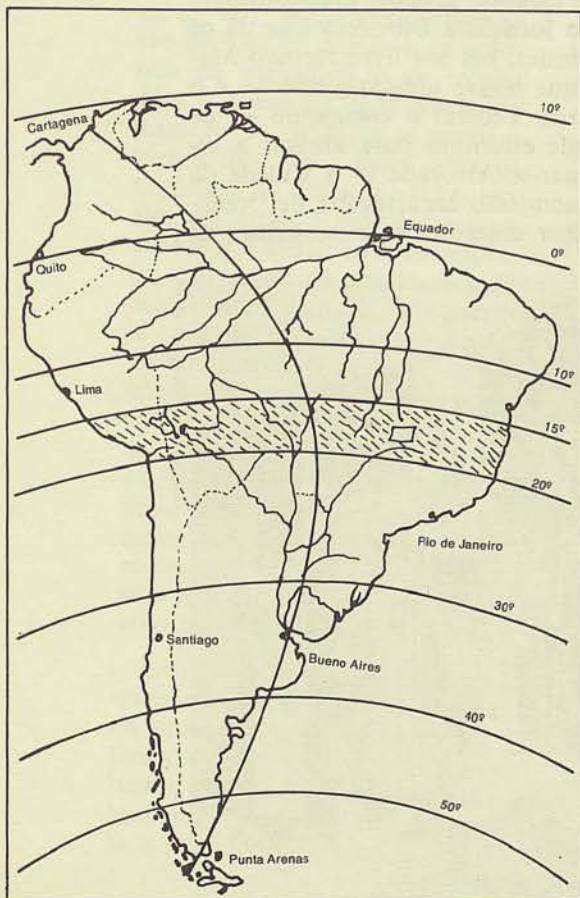 10º
Cartagena
Equador
0º
Quito
10º
Lima
15º
20º
Rio de Janeiro
30º
Santiago
Bueno Aires
40º
50º
Punta Arenas